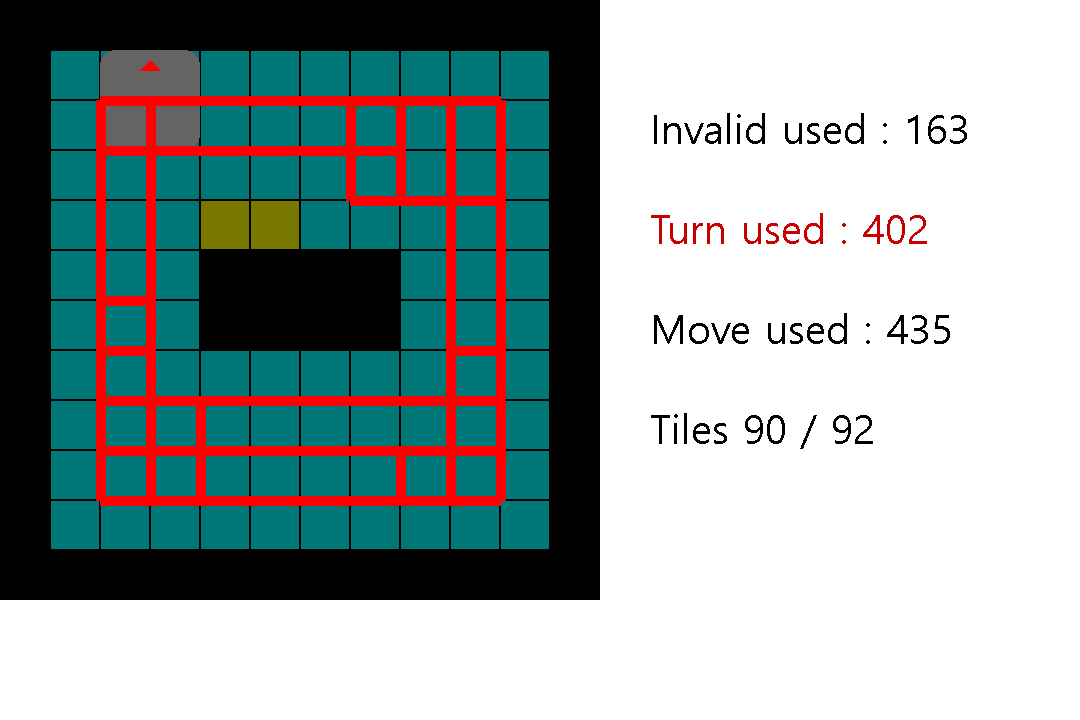 Invalid used : 163
Turn used : 402
Move used : 435
Tiles 90 / 92